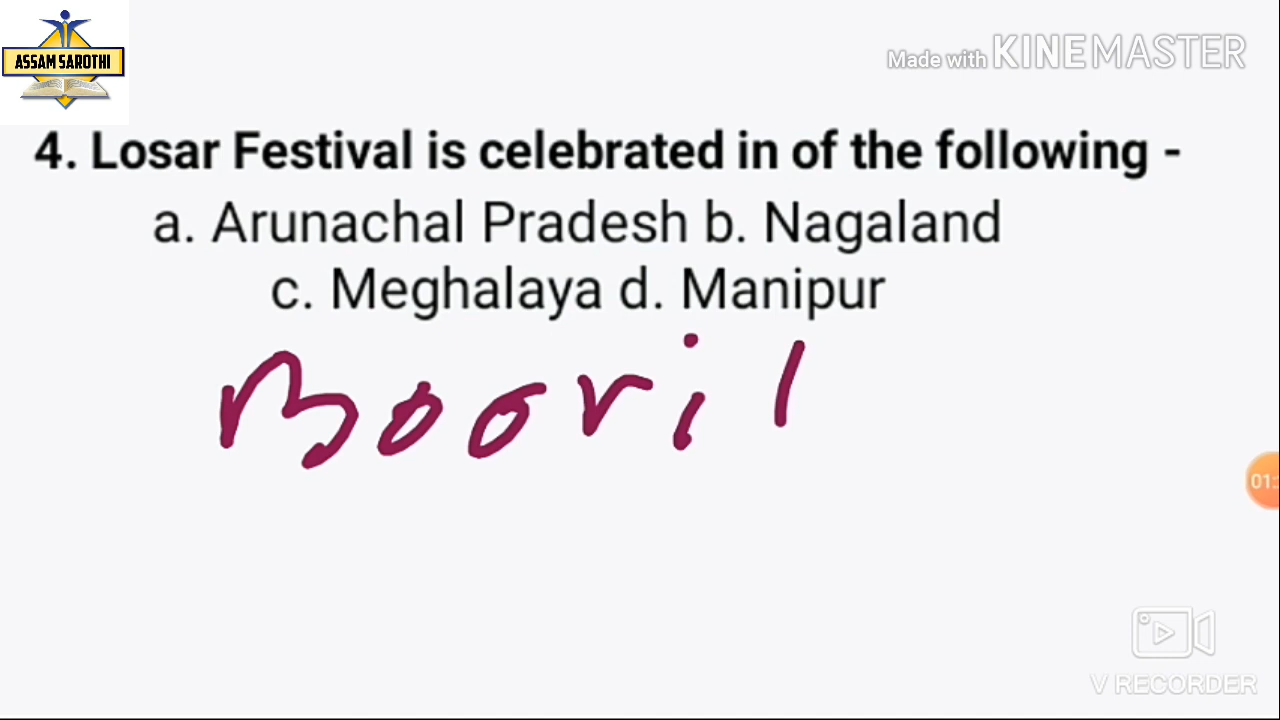 ASSAM SAROTHI
Made with KINEMASTER
4. Losar Festival is celebrated in of the following -
a. Arunachal Pradesh b. Nagaland
c. Meghalaya d. Manipur
01:
V RECORDER